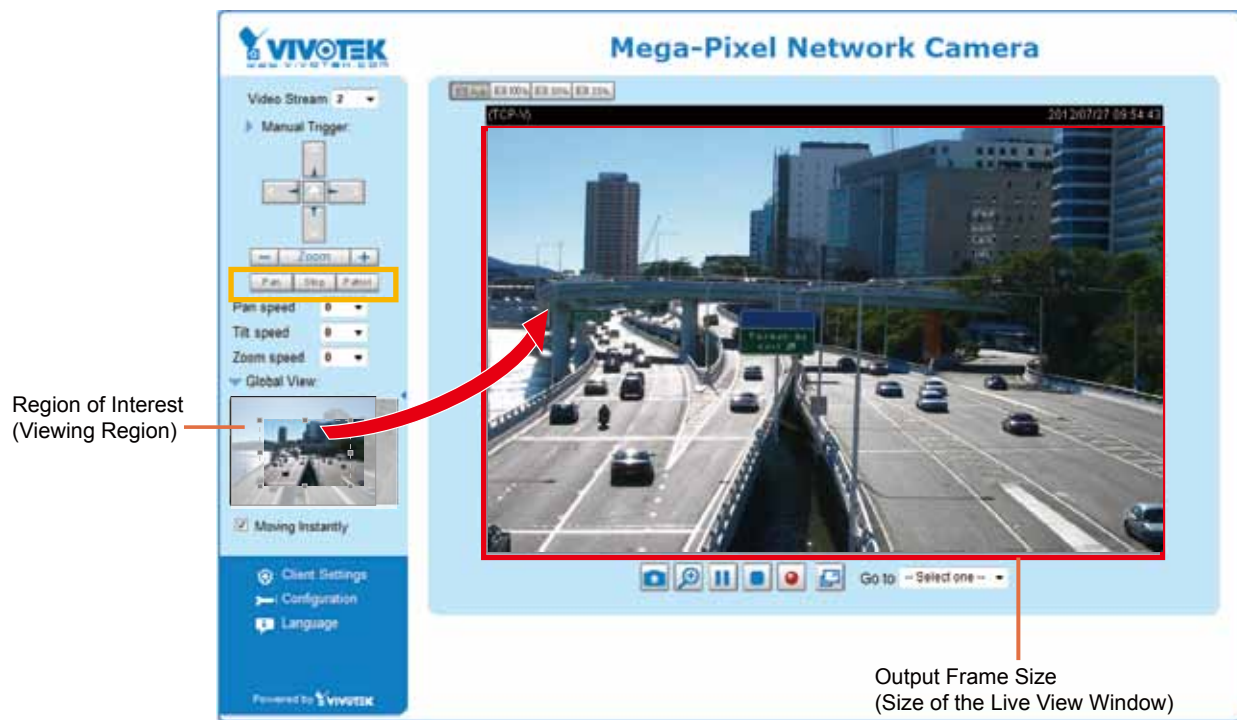 VIVOTEK
www.vivotek.com
Mega-Pixel Network Camera
Video Stream 2
Manual Trigger:
Zoom
Pan Stop Patrol
Pan speed 0
Tilt speed 0
Zoom speed 0
Global View:
Moving Instantly
Client Settings
Configuration
Language
Powered by VIVOTEK
(TCP-V)
2012/07/27 09:54:43
Go to -- Select one --
Region of Interest
(Viewing Region)
Output Frame Size
(Size of the Live View Window)